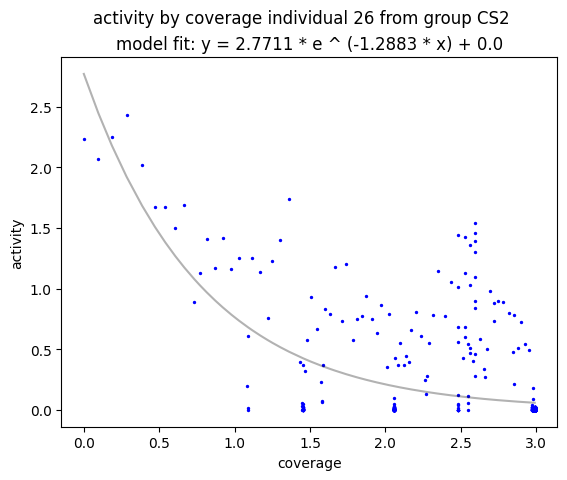 activity by coverage individual 26 from group CS2
model fit: y = 2.7711 * e ^ (-1.2883 * x) + 0.0
2.5
2.0
1.5
1.0
0.5
0.0
activity
0.0 0.5 1.0 1.5 2.0 2.5 3.0
coverage